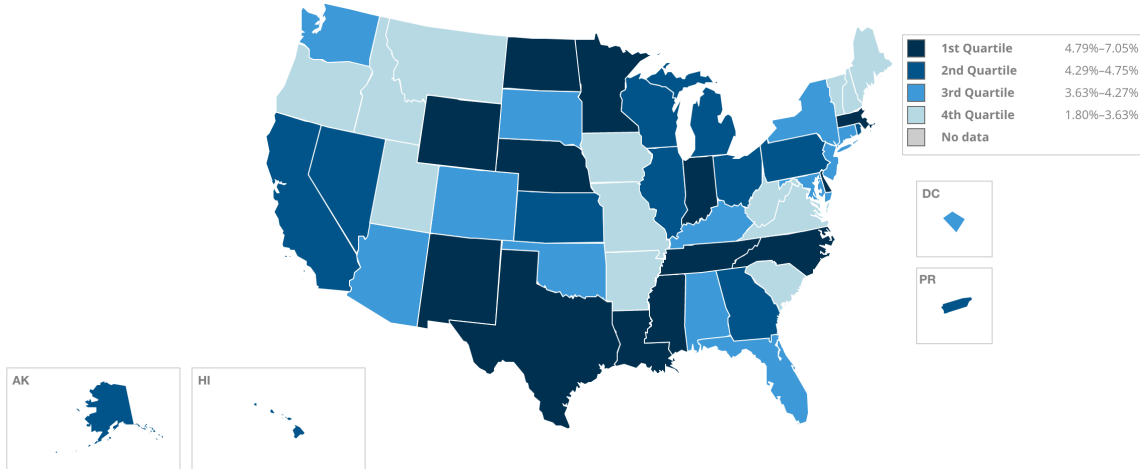 1st Quartile 4.79%–7.05%
2nd Quartile 4.29%–4.75%
3rd Quartile 3.63%–4.27%
4th Quartile 1.80%–3.63%
No data
DC
PR
AK
HI